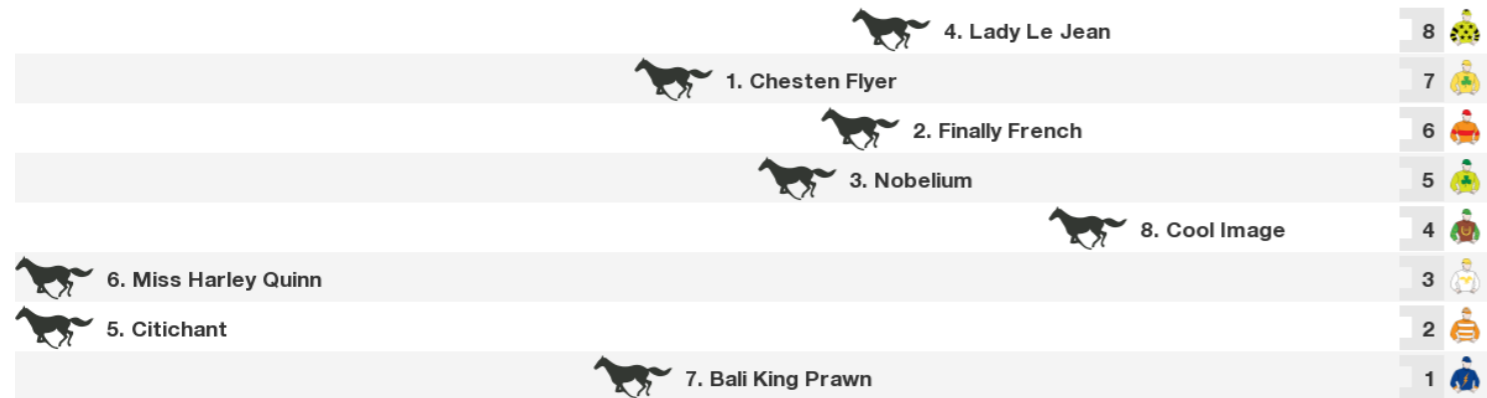 4. Lady Le Jean 8
1. Chesten Flyer 7
2. Finally French 6
3. Nobelium 5
8. Cool Image 4
6. Miss Harley Quinn 3
5. Citichant 2
7. Bali King Prawn 1